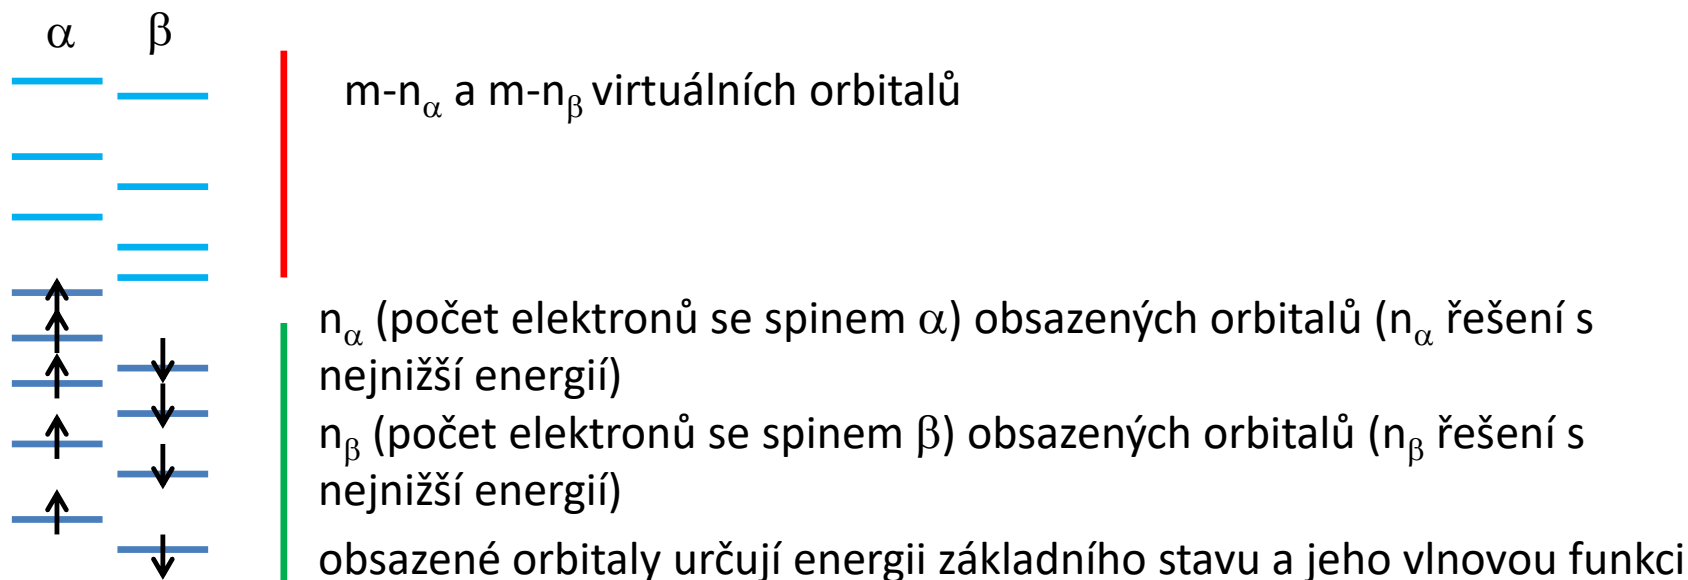 α β
m-nα a m-nβ virtuálních orbitalů
nα (počet elektronů se spinem α) obsazených orbitalů (nα řešení s
nejnižší energií)
nβ (počet elektronů se spinem β) obsazených orbitalů (nβ řešení s
nejnižší energií)
obsazené orbitaly určují energii základního stavu a jeho vlnovou funkci